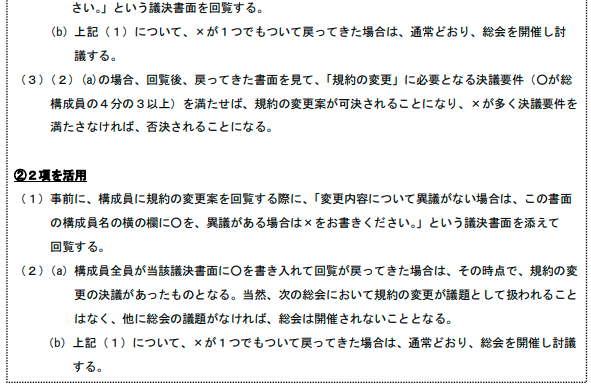 さい。」という議決書面を回覧する。
（b）上記（１）について、×が１つでもついて戻ってきた場合は、通常どおり、総会を開催し討
議する。
（３）（２）（a）の場合、回覧後、戻ってきた書面を見て、「規約の変更」に必要となる決議要件（〇が総
構成員の４分の３以上）を満たせば、規約の変更案が可決されることになり、×が多く決議要件を
満たさなければ、否決されることになる。
②２項を活用
（１）事前に、構成員に規約の変更案を回覧する際に、「変更内容について異議がない場合は、この書面
の構成員名の横の欄に〇を、異議がある場合は×をお書きください。」という議決書面を添えて
回覧する。
（２）（a）構成員全員が当該議決書面に〇を書き入れて回覧が戻ってきた場合は、その時点で、規約の変
更の決議があったものとなる。当然、次の総会において規約の変更が議題として扱われること
はなく、他に総会の議題がなければ、総会は開催されないこととなる。
（b）上記（１）について、×が１つでもついて戻ってきた場合は、通常どおり、総会を開催し討議
する。